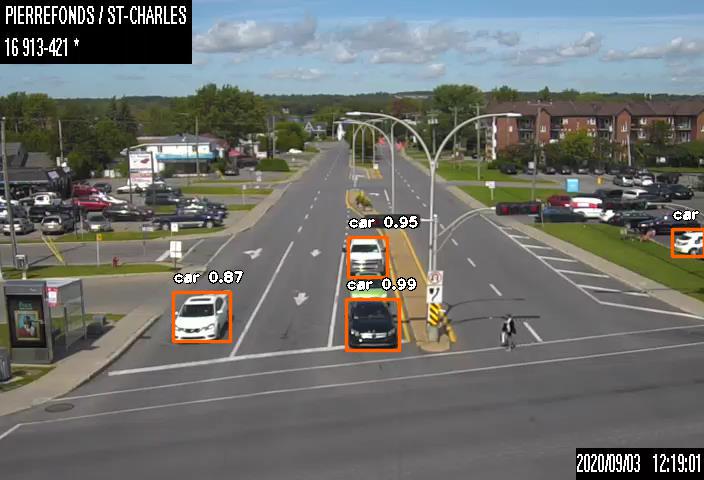 PIERREFONDS / ST-CHARLES
16 913-421 *
car 0.95
car
car 0.87
car 0.99
2020/09/03 12:19:01